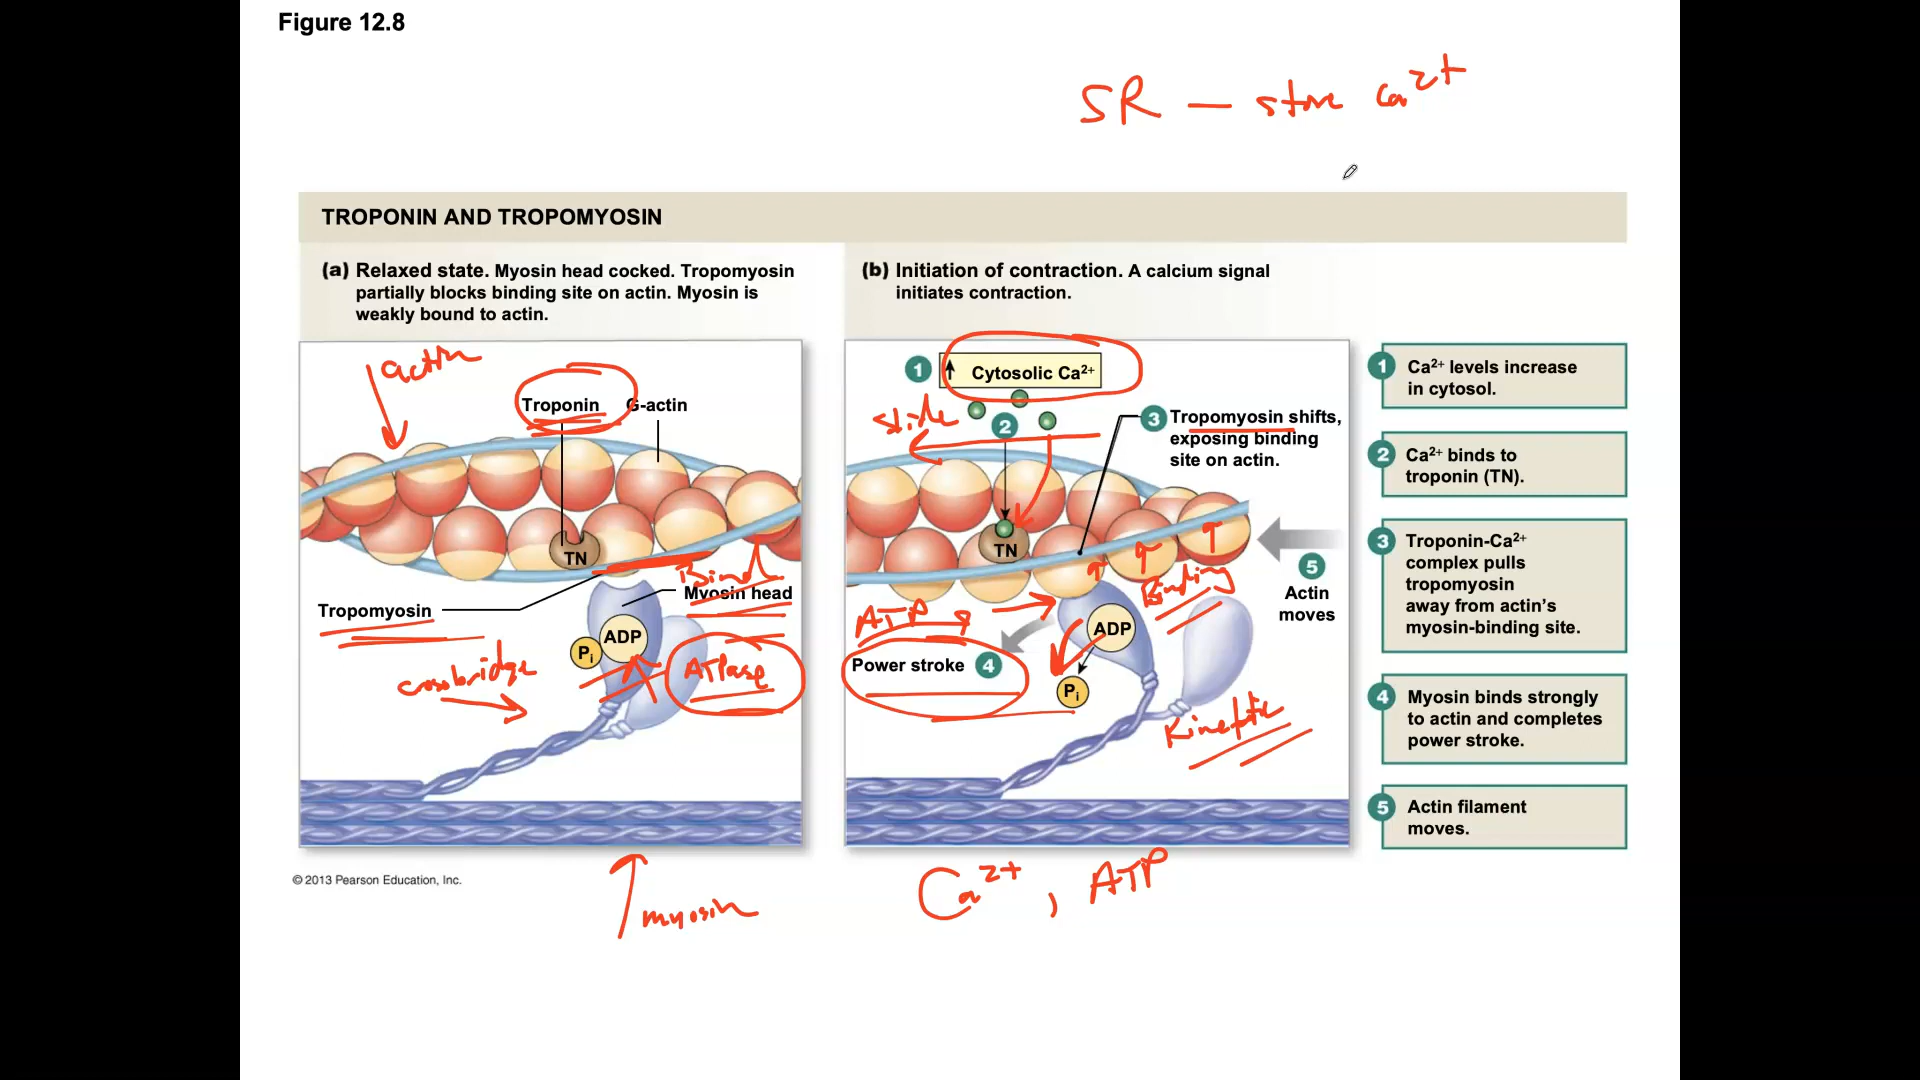 Figure 12.8
SR — store Ca2+
TROPONIN AND TROPOMYOSIN
(a) Relaxed state. Myosin head cocked. Tropomyosin
partially blocks binding site on actin. Myosin is
weakly bound to actin.
actin
Troponin
G-actin
TN
Bind
Myosin head
Tropomyosin
ADP
Pi
crossbridge
ATPase
myosin
© 2013 Pearson Education, Inc.
(b) Initiation of contraction. A calcium signal
initiates contraction.
1 ↑ Cytosolic Ca²⁺
slide
2
3 Tropomyosin shifts,
exposing binding
site on actin.
TN
5
Actin
moves
Binding
ATP
ADP
Power stroke 4
Pi
Kinetic
Ca2+, ATP
1 Ca²⁺ levels increase
in cytosol.
2 Ca²⁺ binds to
troponin (TN).
3 Troponin-Ca²⁺
complex pulls
tropomyosin
away from actin's
myosin-binding site.
4 Myosin binds strongly
to actin and completes
power stroke.
5 Actin filament
moves.